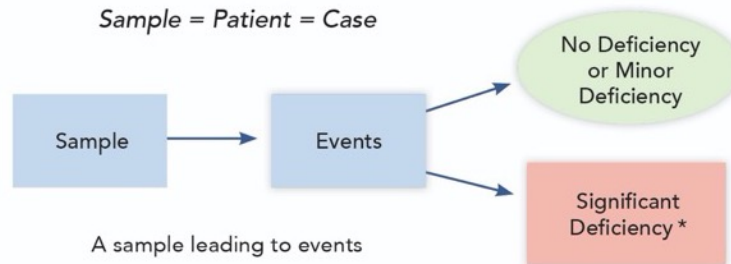 Sample = Patient = Case
No Deficiency
or Minor
Deficiency
Sample
Events
Significant
Deficiency *
A sample leading to events